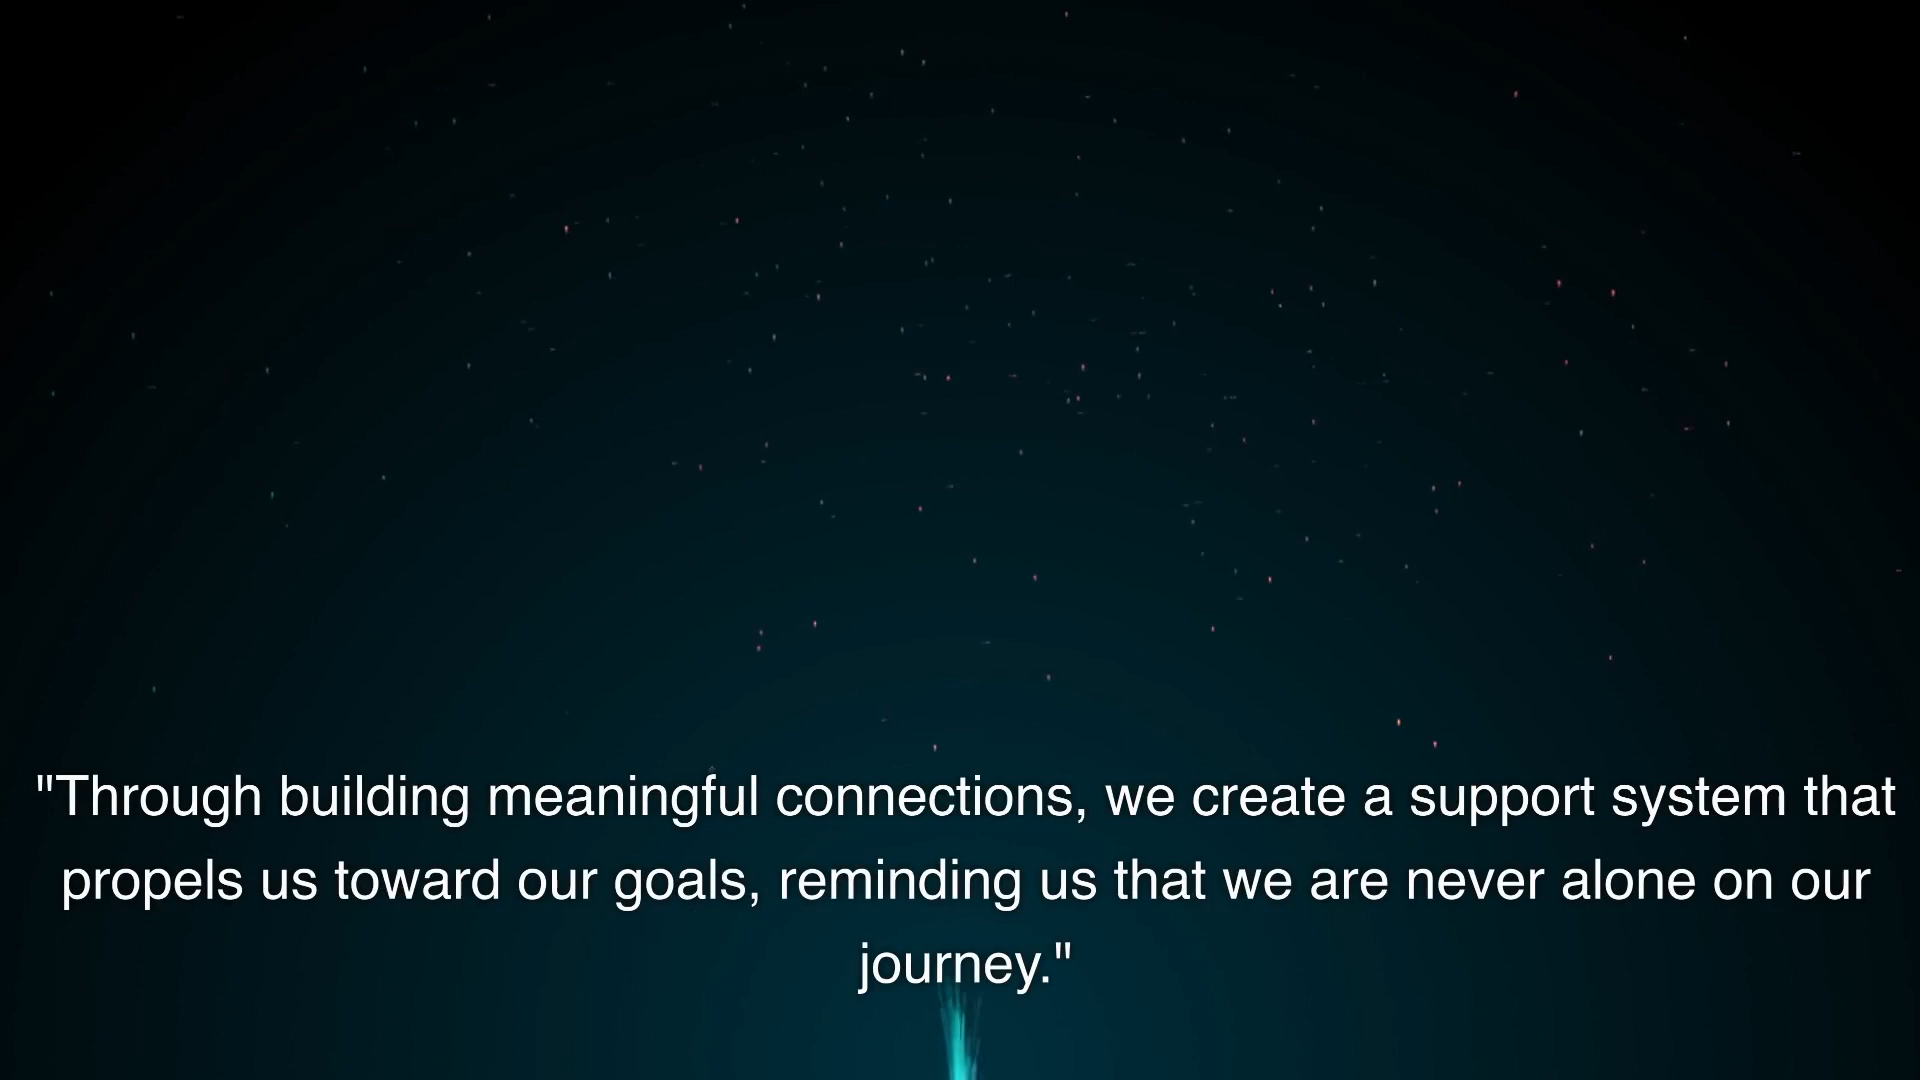 "Through building meaningful connections, we create a support system that
propels us toward our goals, reminding us that we are never alone on our
journey."